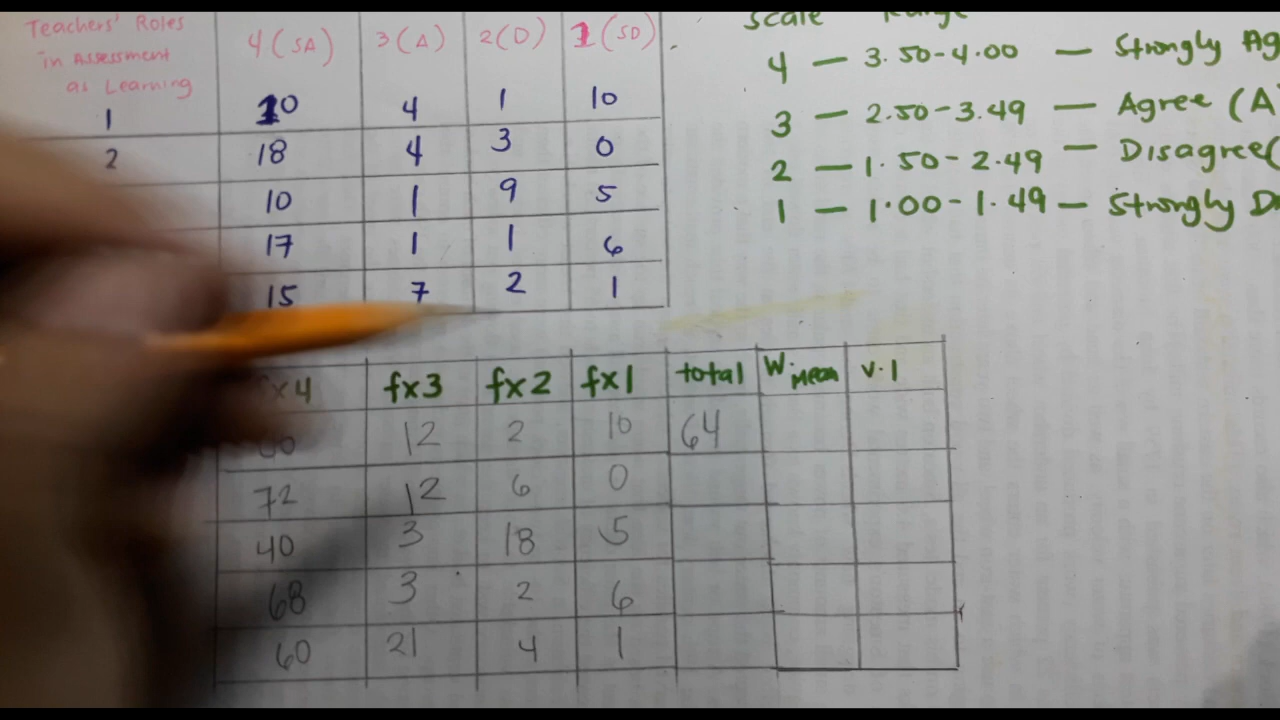 scale Range
Teachers' Roles in Assessment as Learning 4 (SA) 3 (A) 2 (D) 1 (SD)
4 — 3.50-4.00 — Strongly Ag
3 — 2.50-3.49 — Agree (A)
2 — 1.50-2.49 — Disagree(
1 — 1.00-1.49 — Strongly D
1 10 4 1 10
2 18 4 3 0
10 1 9 5
17 1 1 6
15 7 2 1
fx4 fx3 fx2 fx1 total W. Mean V.I
12 2 10 64
72 12 6 0
40 3 18 5
68 3 2 6
60 21 4 1